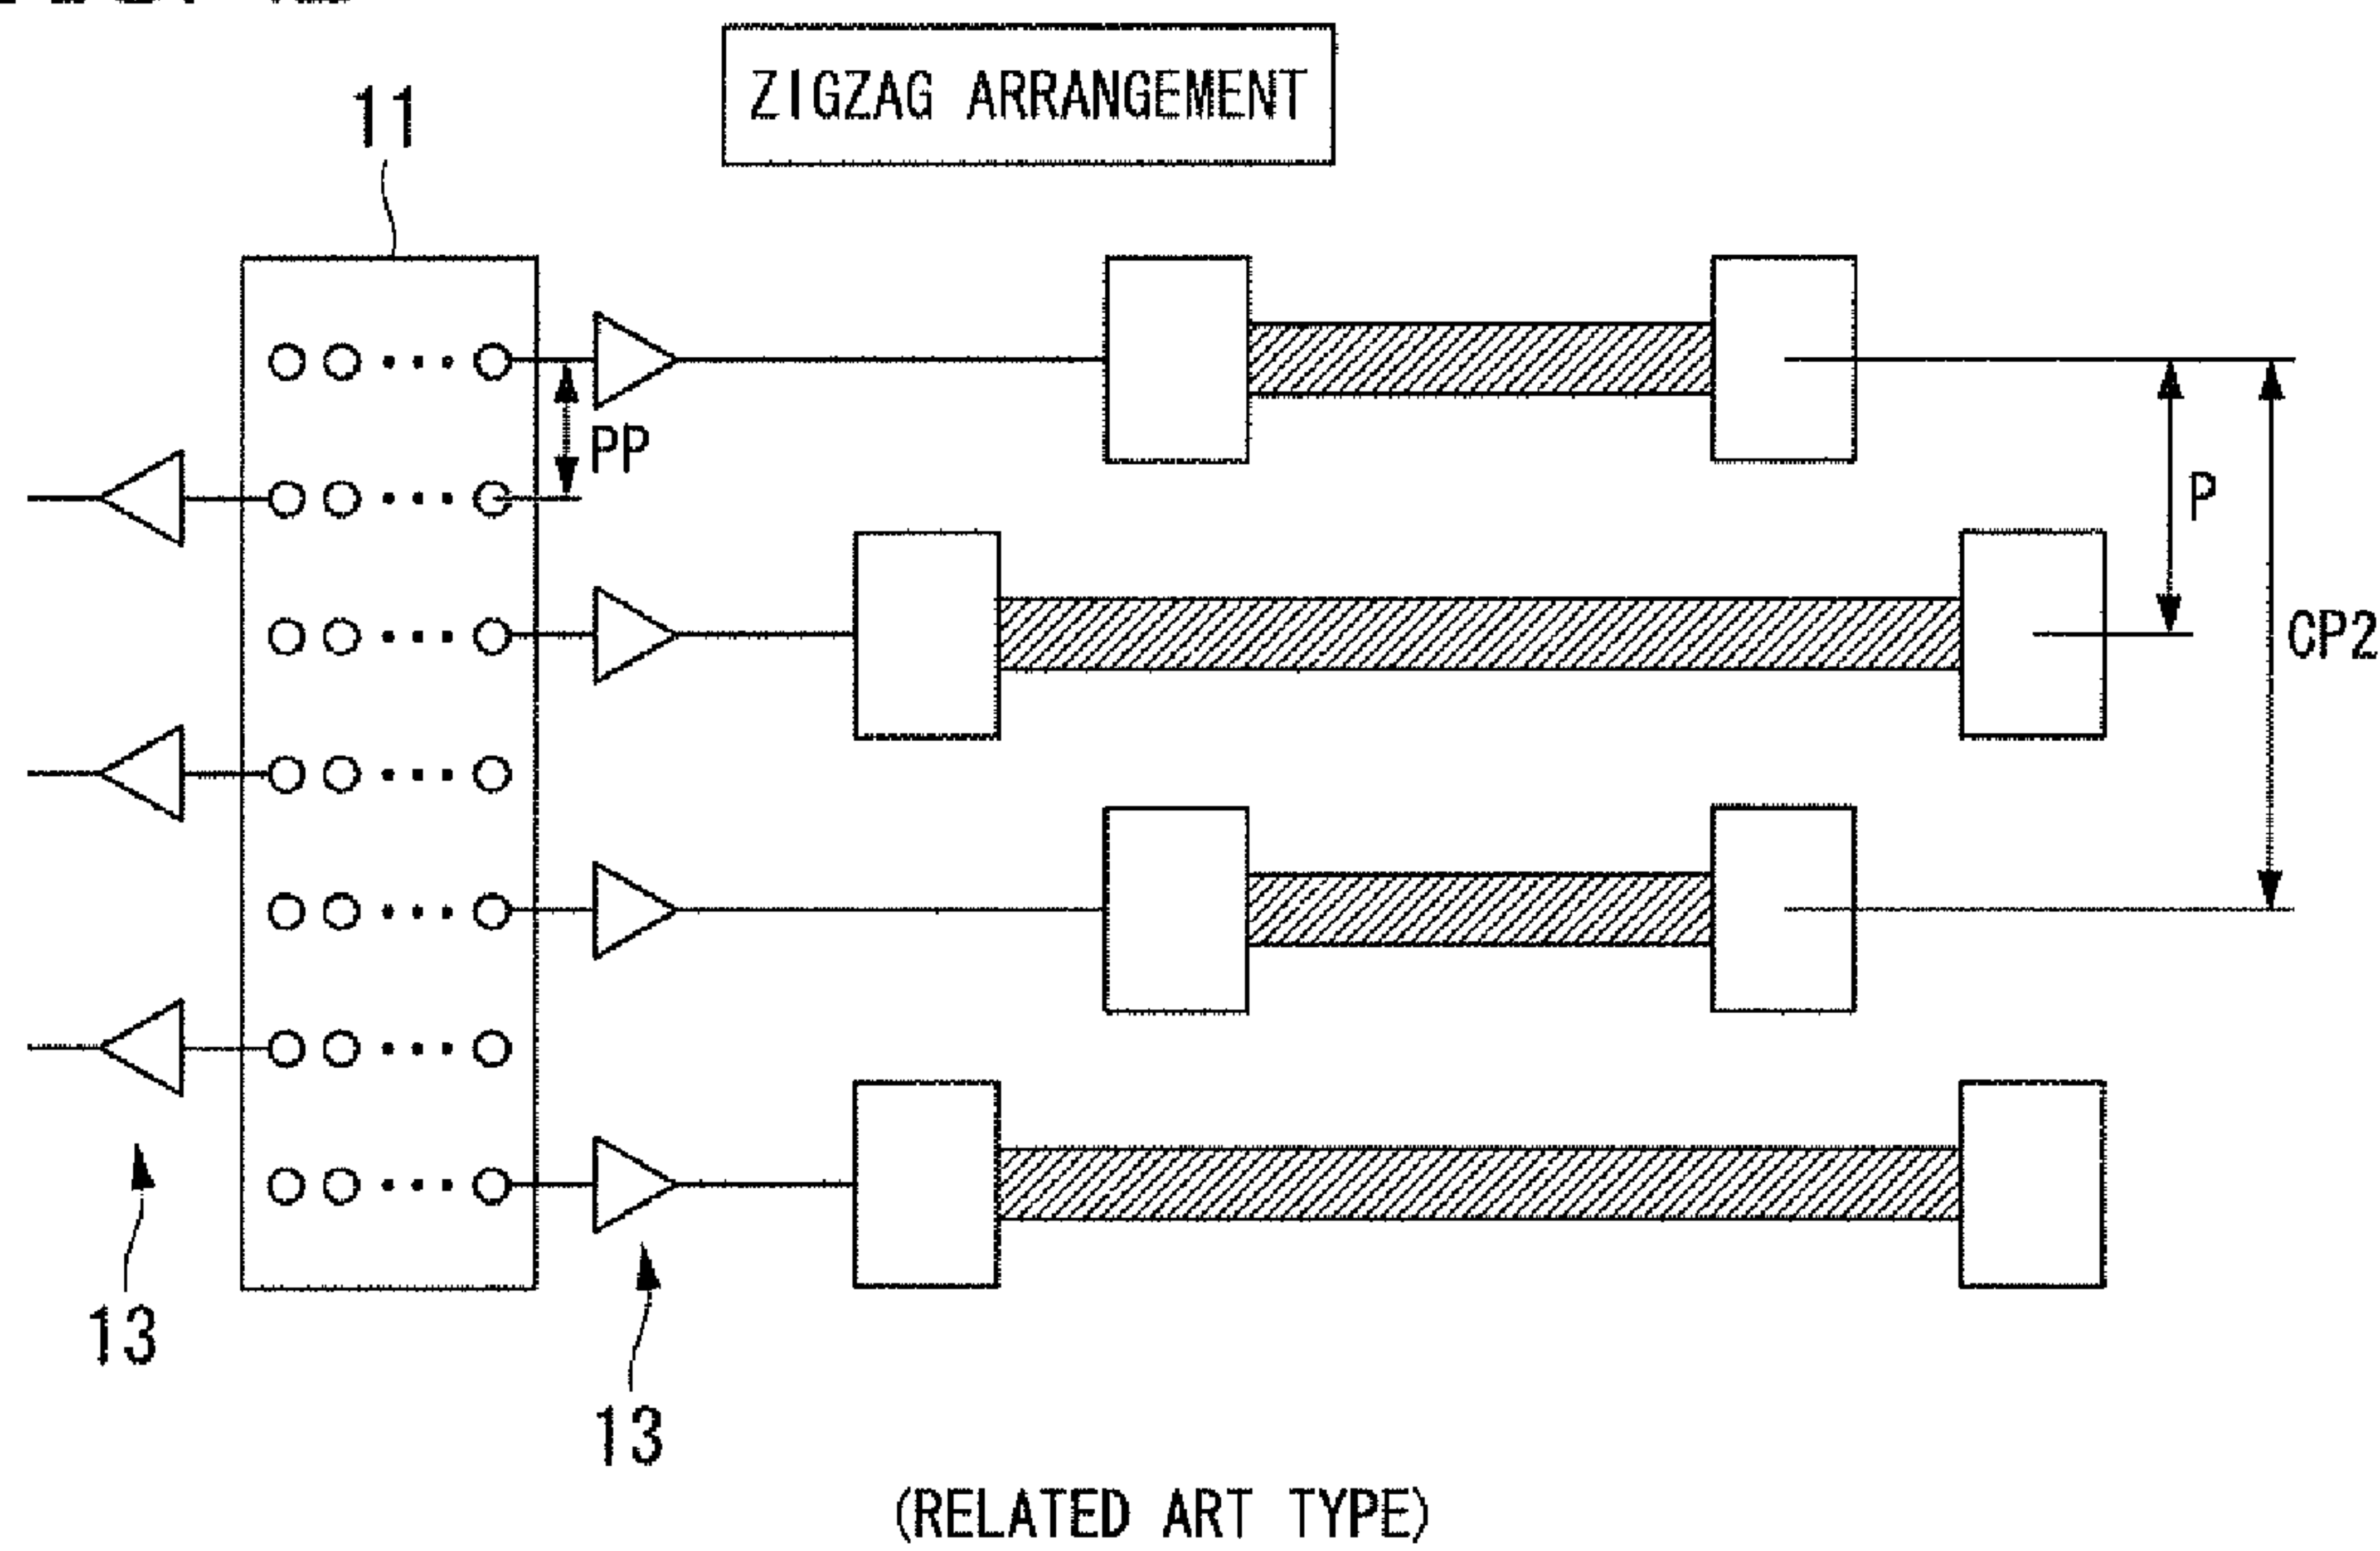 ZIGZAG ARRANGEMENT
11
PP
P
CP2
13
13
(RELATED ART TYPE)